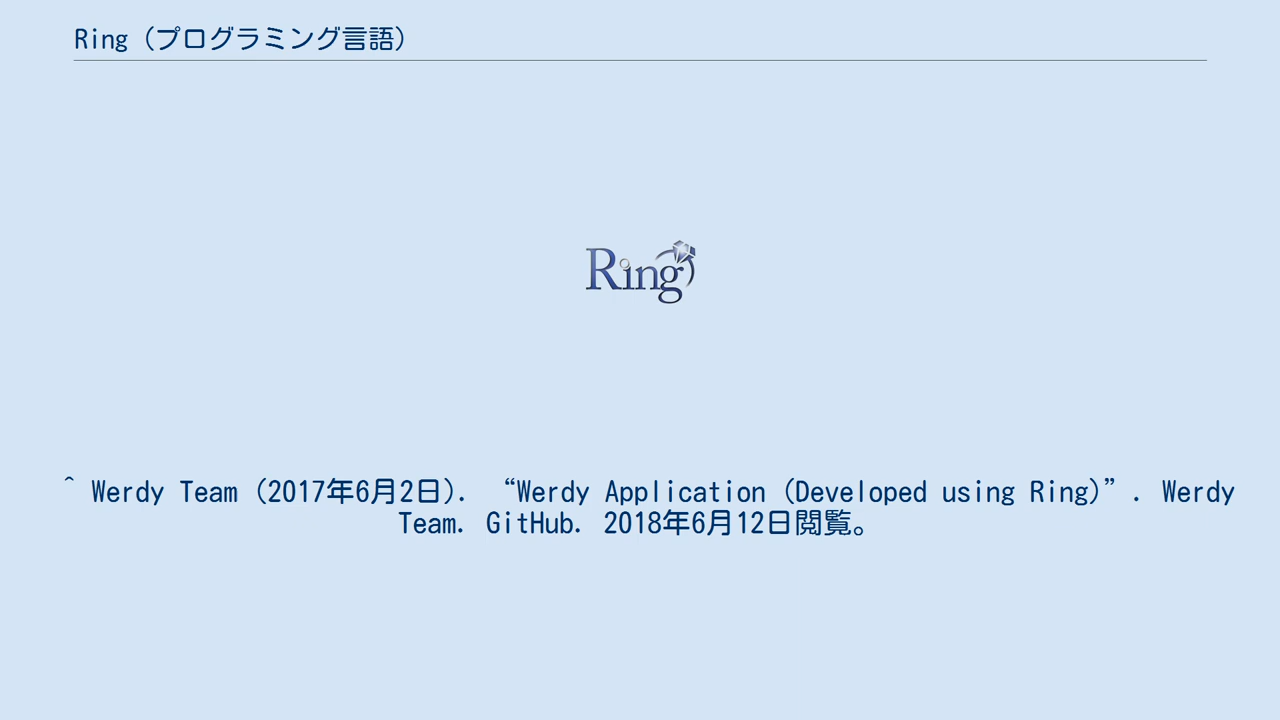 Ring（プログラミング言語）
Ring
^ Werdy Team (2017年6月2日). “Werdy Application (Developed using Ring)”. Werdy
Team. GitHub. 2018年6月12日閲覧。